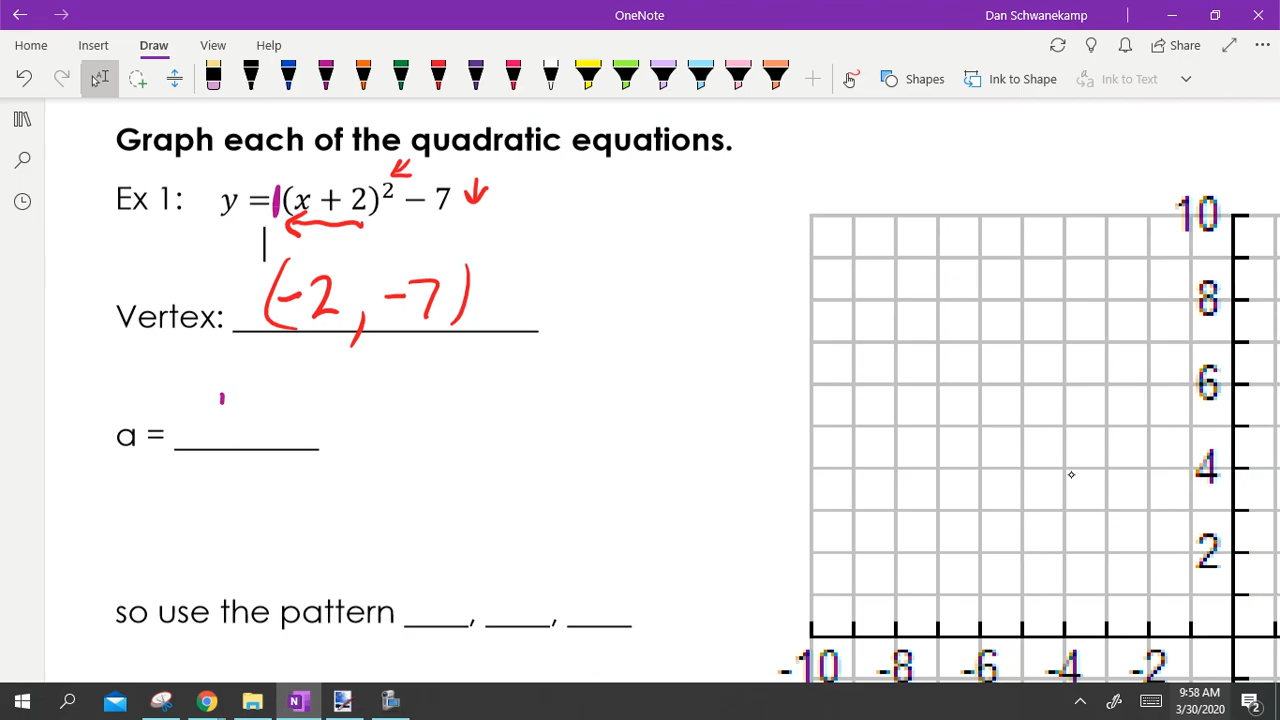 OneNote
Dan Schwanekamp
Home Insert Draw View Help
Share
Shapes Ink to Shape Ink to Text
Graph each of the quadratic equations.
Ex 1: y = 1(x + 2)² − 7
Vertex: (-2, -7)
a = ______
so use the pattern ____, ____, ____
10
8
6
4
2
-10 -8 -6 -4 -2
9:58 AM
3/30/2020
2